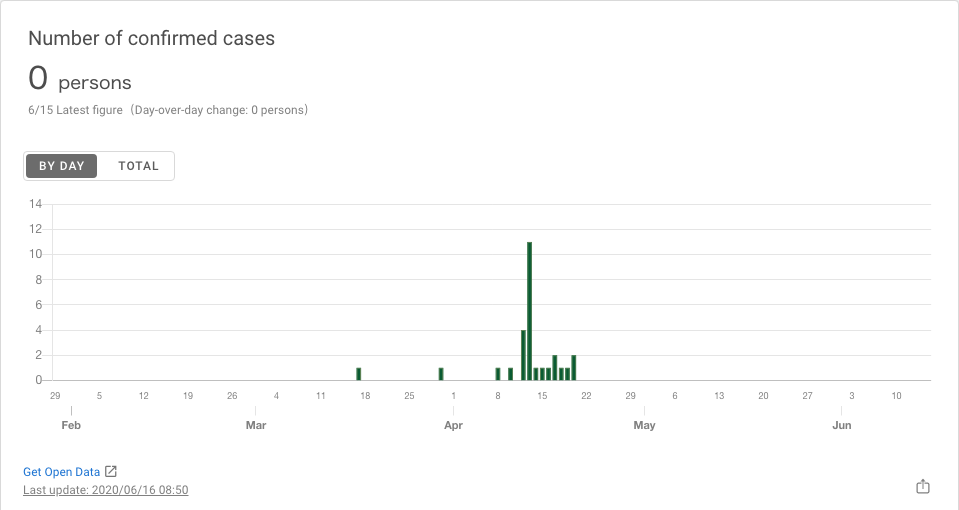 Number of confirmed cases
0 persons
6/15 Latest figure（Day-over-day change: 0 persons）
BY DAY TOTAL
14
12
10
8
6
4
2
0
29 5 12 19 26 4 11 18 25 1 8 15 22 29 6 13 20 27 3 10
Feb Mar Apr May Jun
Get Open Data
Last update: 2020/06/16 08:50